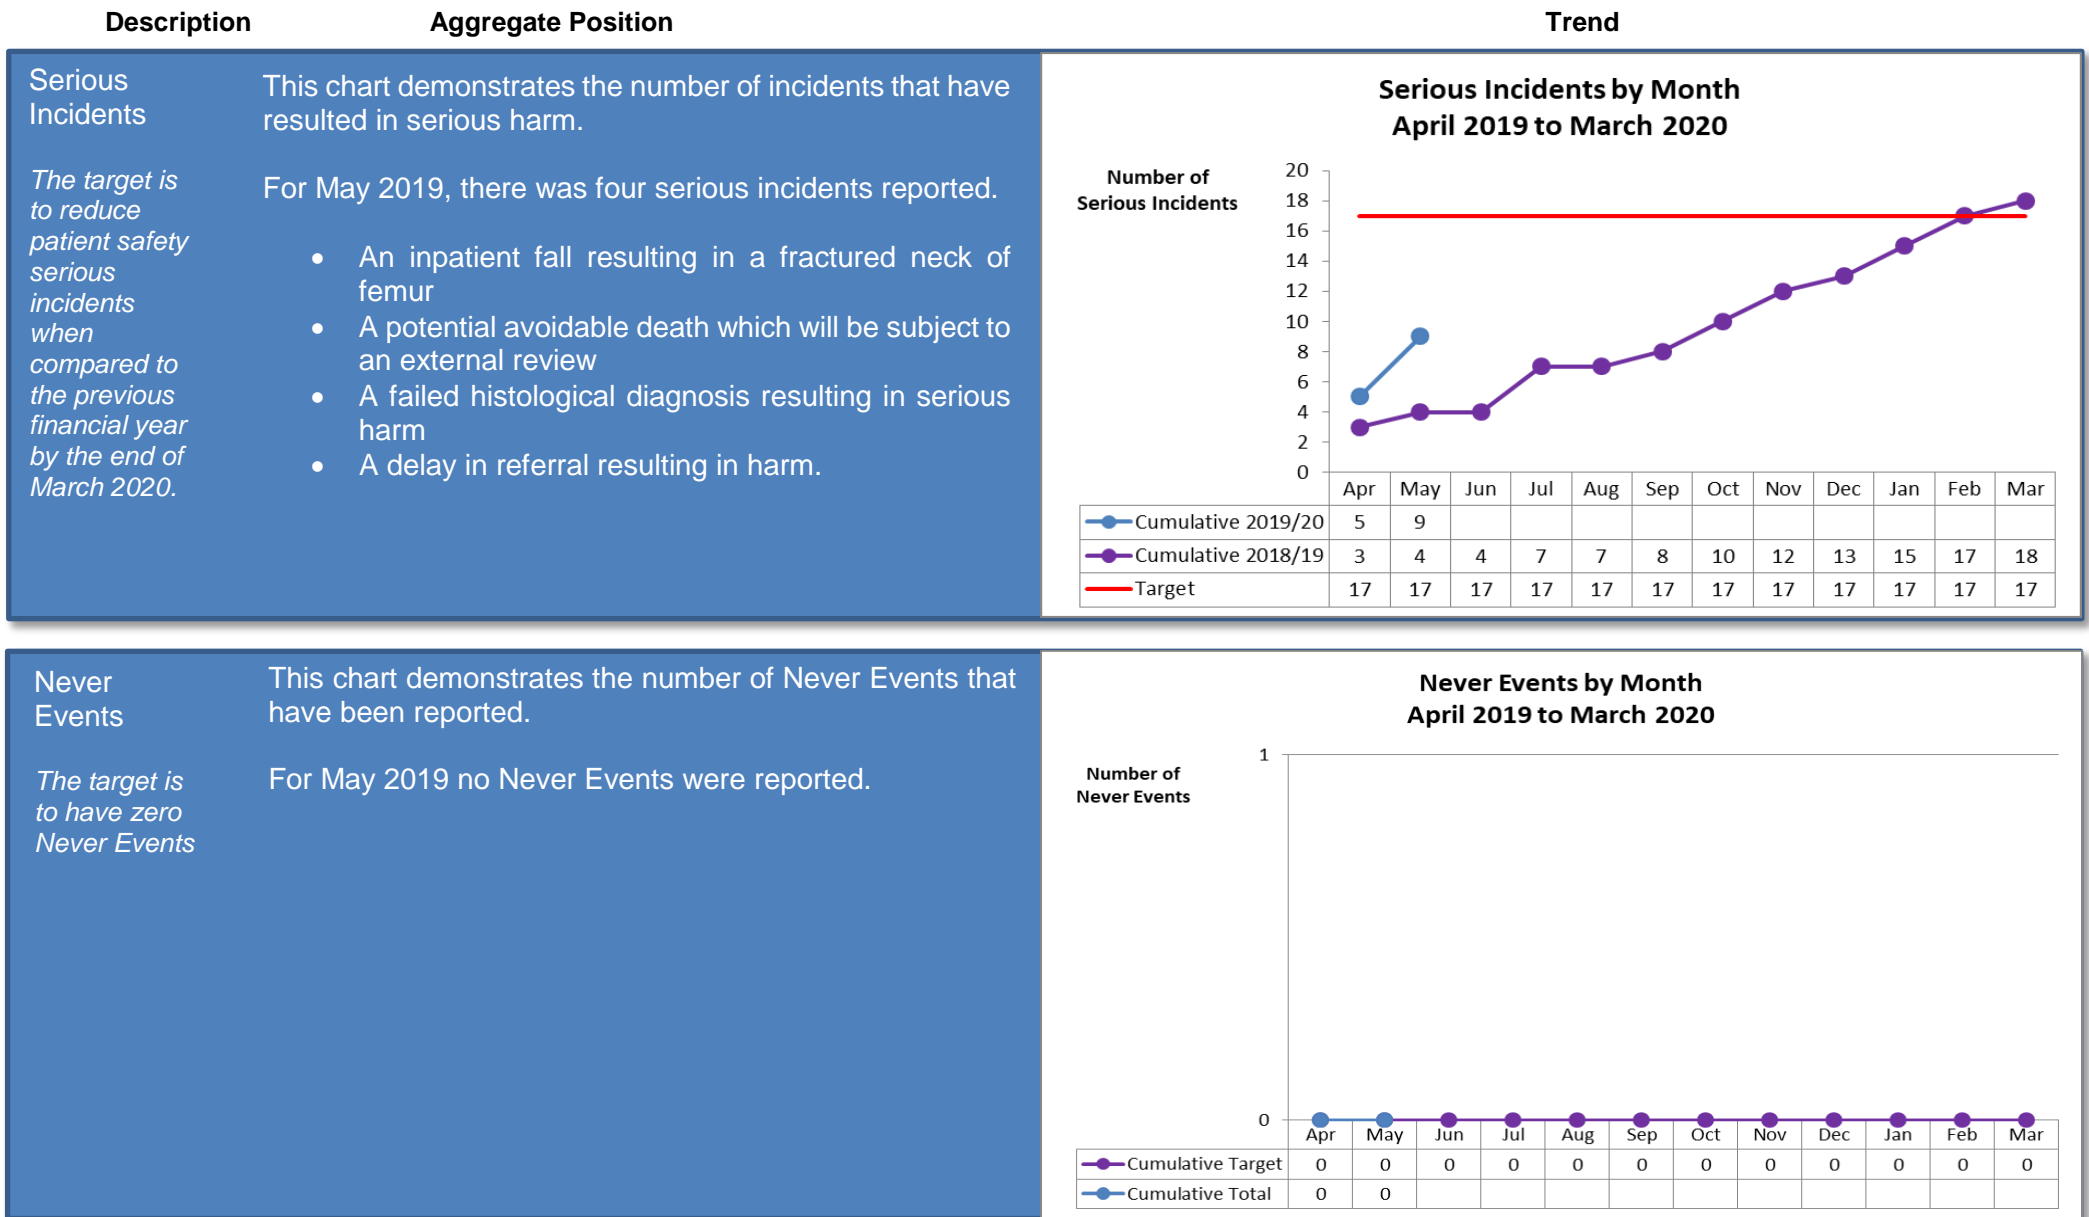 Description Aggregate Position Trend
Serious
Incidents
The target is
to reduce
patient safety
serious
incidents
when
compared to
the previous
financial year
by the end of
March 2020.
This chart demonstrates the number of incidents that have
resulted in serious harm.
For May 2019, there was four serious incidents reported.
• An inpatient fall resulting in a fractured neck of
femur
• A potential avoidable death which will be subject to
an external review
• A failed histological diagnosis resulting in serious
harm
• A delay in referral resulting in harm.
Serious Incidents by Month
April 2019 to March 2020
Number of
Serious Incidents
20
18
16
14
12
10
8
6
4
2
0
Apr May Jun Jul Aug Sep Oct Nov Dec Jan Feb Mar
Cumulative 2019/20 5 9
Cumulative 2018/19 3 4 4 7 7 8 10 12 13 15 17 18
Target 17 17 17 17 17 17 17 17 17 17 17 17
Never
Events
The target is
to have zero
Never Events
This chart demonstrates the number of Never Events that
have been reported.
For May 2019 no Never Events were reported.
Never Events by Month
April 2019 to March 2020
Number of
Never Events
1
0
Apr May Jun Jul Aug Sep Oct Nov Dec Jan Feb Mar
Cumulative Target 0 0 0 0 0 0 0 0 0 0 0 0
Cumulative Total 0 0